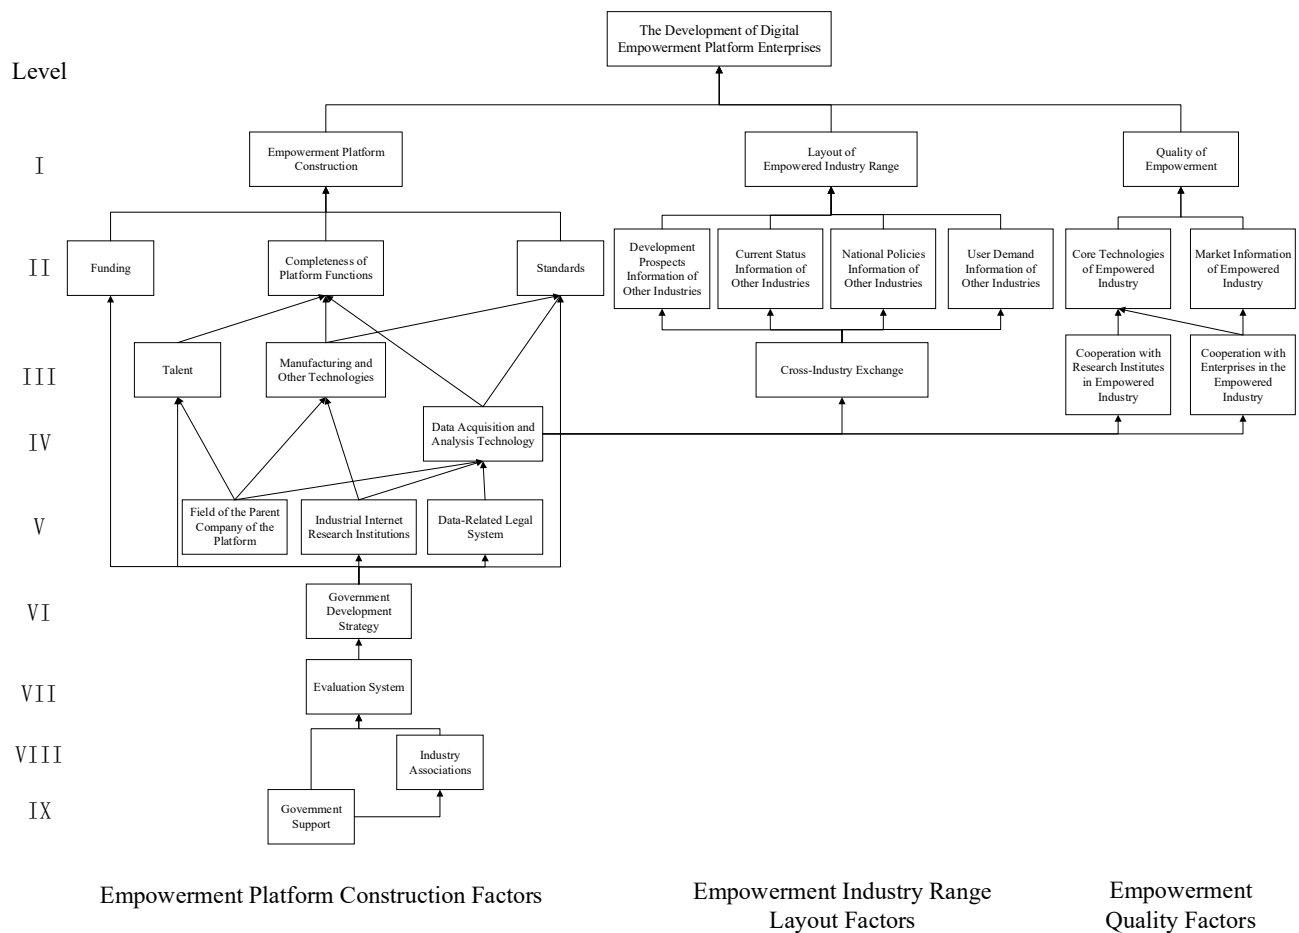 The Development of Digital
Empowerment Platform Enterprises
Level
I
Empowerment Platform
Construction
Layout of
Empowered Industry Range
Quality of
Empowerment
II
Funding
Completeness of
Platform Functions
Standards
Development
Prospects
Information of
Other Industries
Current Status
Information of
Other Industries
National Policies
Information of
Other Industries
User Demand
Information of
Other Industries
Core Technologies
of Empowered
Industry
Market Information
of Empowered
Industry
III
Talent
Manufacturing and
Other Technologies
Cross-Industry Exchange
Cooperation with
Research Institutes
in Empowered
Industry
Cooperation with
Enterprises in the
Empowered
Industry
IV
Data Acquisition and
Analysis Technology
V
Field of the Parent
Company of the
Platform
Industrial Internet
Research Institutions
Data-Related Legal
System
VI
Government
Development
Strategy
VII
Evaluation System
VIII
Industry
Associations
IX
Government
Support
Empowerment Platform Construction Factors
Empowerment Industry Range
Layout Factors
Empowerment
Quality Factors